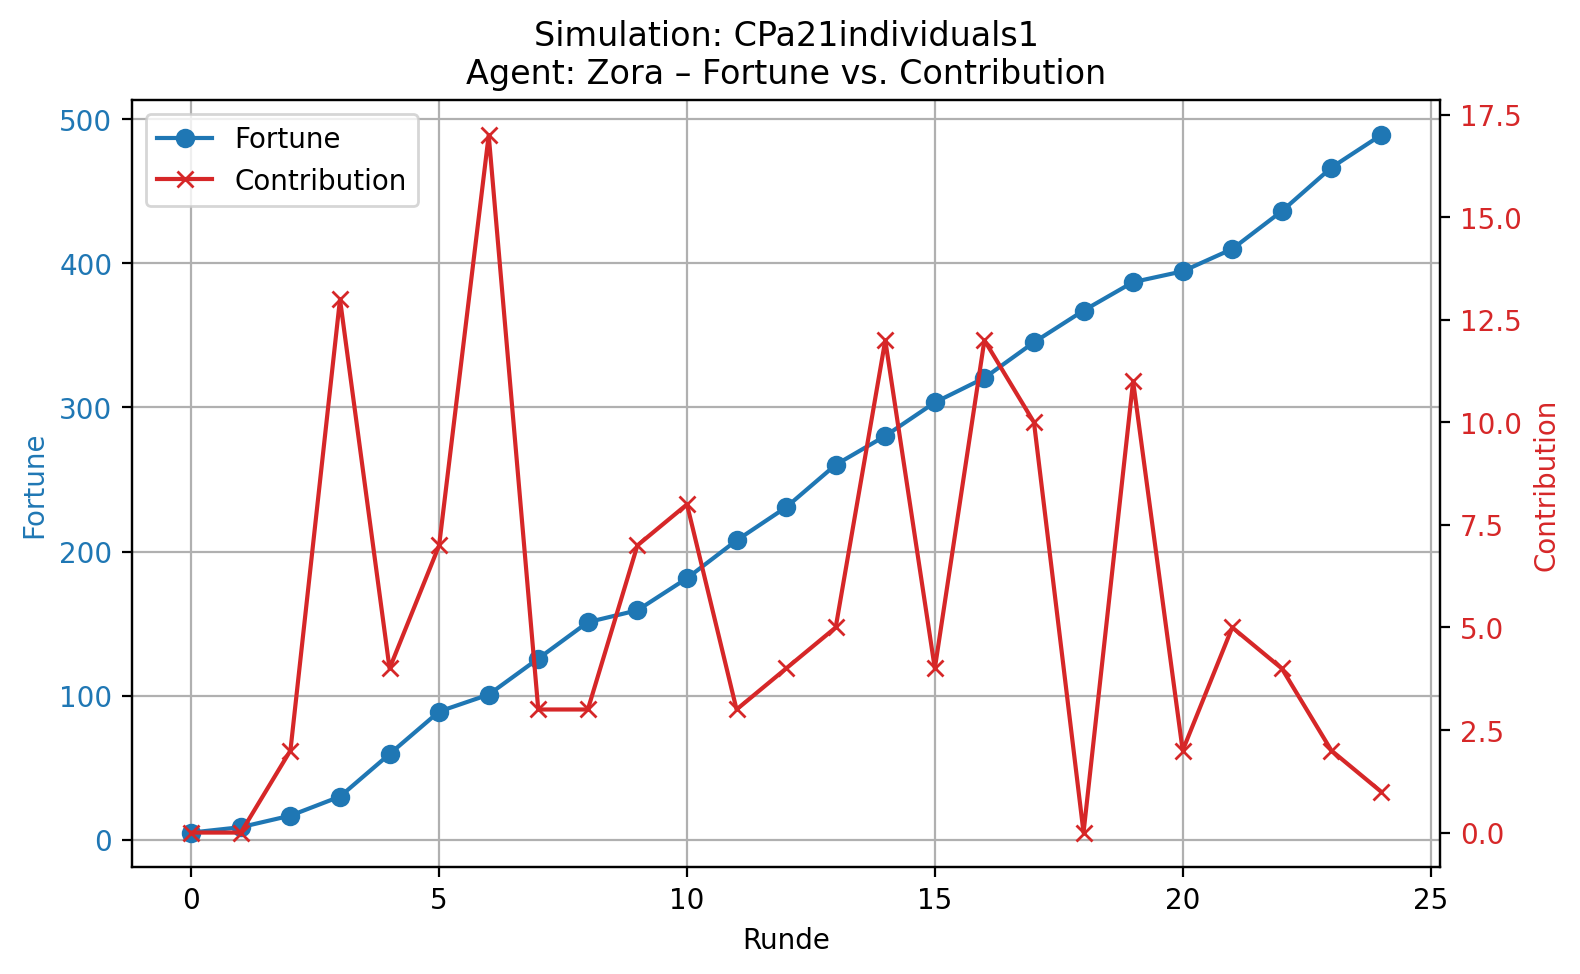 Simulation: CPa21individuals1
Agent: Zora – Fortune vs. Contribution
Fortune
Contribution
500
400
300
200
100
0
Fortune
17.5
15.0
12.5
10.0
7.5
5.0
2.5
0.0
Contribution
0 5 10 15 20 25
Runde